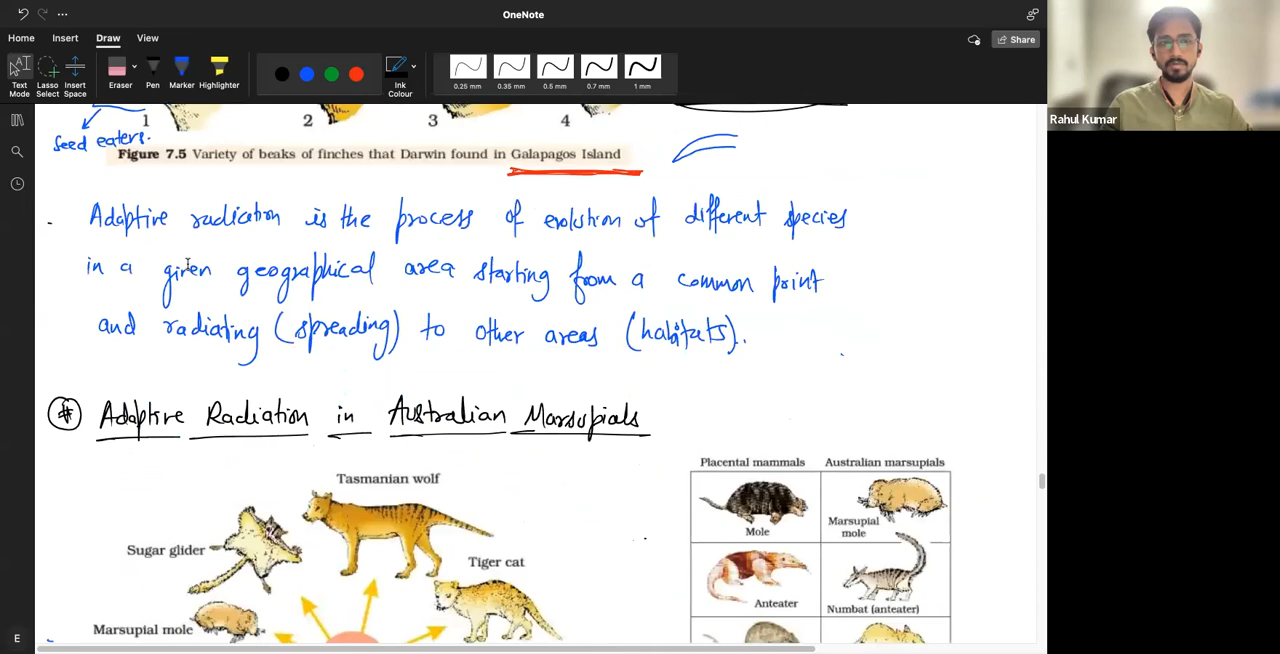 OneNote
Home Insert Draw View
Share
Text Mode
Lasso Select
Insert Space
Eraser
Pen
Marker
Highlighter
Ink Colour
0.25 mm 0.35 mm 0.5 mm 0.7 mm 1 mm
Rahul Kumar
1 2 3 4
Seed eaters.
Figure 7.5 Variety of beaks of finches that Darwin found in Galapagos Island
Adaptive radiation is the process of evolution of different species
in a given geographical area starting from a common print
and radiating (spreading) to other areas (habitats).
Adaptive Radiation in Australian Marsupials
Tasmanian wolf
Sugar glider
Tiger cat
Marsupial mole
Placental mammals Australian marsupials
Mole
Marsupial mole
Anteater
Numbat (anteater)
E